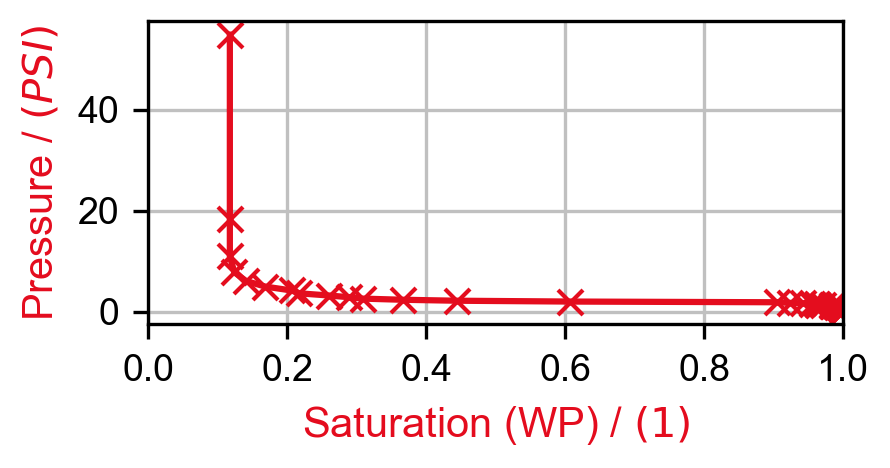 Pressure / (PSI)
40
20
0
0.0 0.2 0.4 0.6 0.8 1.0
Saturation (WP) / (1)